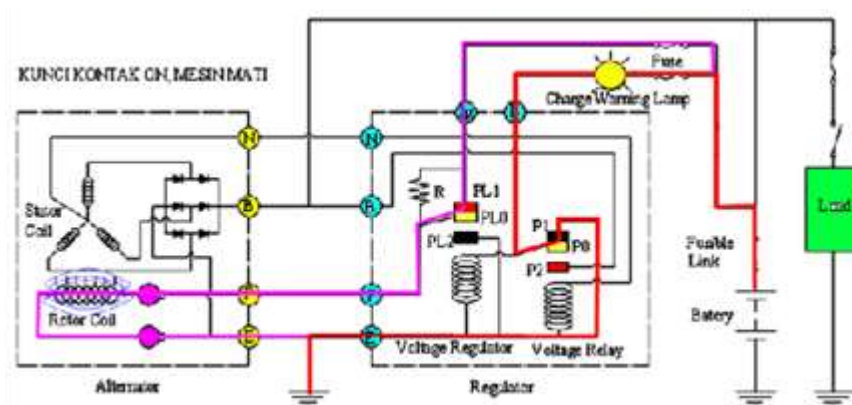 Fuse
KUNCI KONTAK ON, MESIN MATI
Charge Warning Lamp
N
N
R
PL1
PL0
B
Stator
Coil
PL2
P1
P0
P2
Load
Fusible
Link
F
F
Rotor Coil
E
E
Batery
Voltage Regulator
Voltage Relay
Alternator
Regulator